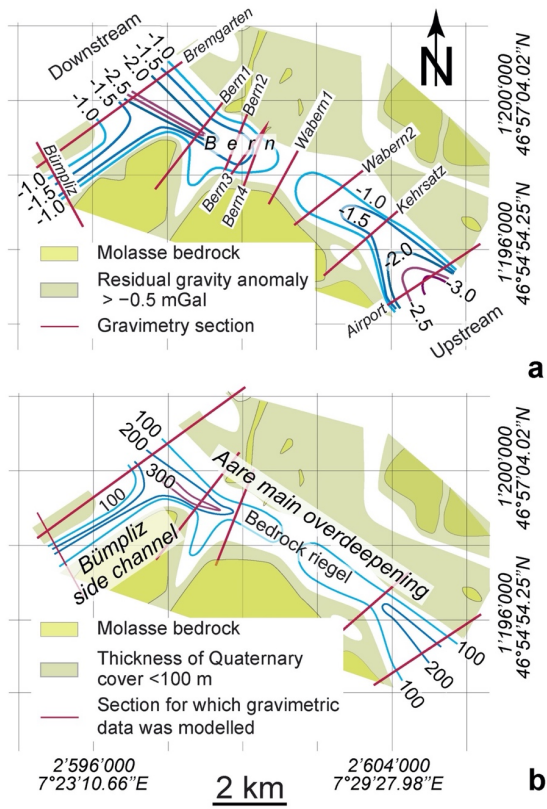 Downstream
-1.0
-1.5
-2.0
-2.5
-1.5
-1.0
Bremgarten
N
1'200'000
46°57'04.02"N
Bern1
Bern2
Bern
Wabern1
Bern3
Bern4
Wabern2
Kehrsatz
Bümpliz
-1.0
-1.5
-1.0
-1.0
-1.5
-2.0
-3.0
-2.5
Airport
Upstream
1'196'000
46°54'54.25"N
Molasse bedrock
Residual gravity anomaly
> −0.5 mGal
Gravimetry section
a
100
200
300
100
Aare main overdeepening
Bedrock riegel
Bümpliz
side channel
1'200'000
46°57'04.02"N
1'196'000
46°54'54.25"N
100
200
100
Molasse bedrock
Thickness of Quaternary
cover <100 m
Section for which gravimetric
data was modelled
2'596'000
7°23'10.66"E
2 km
2'604'000
7°29'27.98"E
b